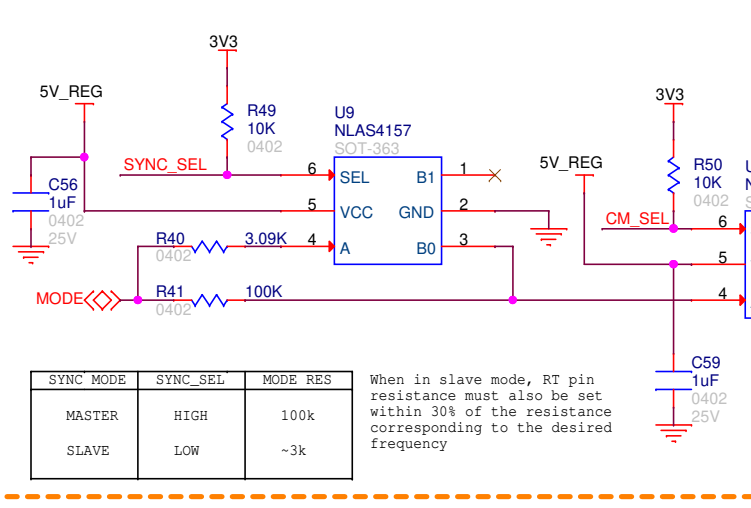 3V3
5V_REG
R49
10K
0402
U9
NLAS4157
SOT-363
3V3
SYNC_SEL
6
SEL
B1
1
5V_REG
R50
10K
0402
C56
1uF
0402
25V
5
VCC
GND
2
CM_SEL
6
R40
0402
3.09K
4
A
B0
3
5
MODE
R41
0402
100K
4
C59
1uF
0402
25V
SYNC MODE SYNC_SEL MODE RES
MASTER HIGH 100k
SLAVE LOW ~3k
When in slave mode, RT pin
resistance must also be set
within 30% of the resistance
corresponding to the desired
frequency